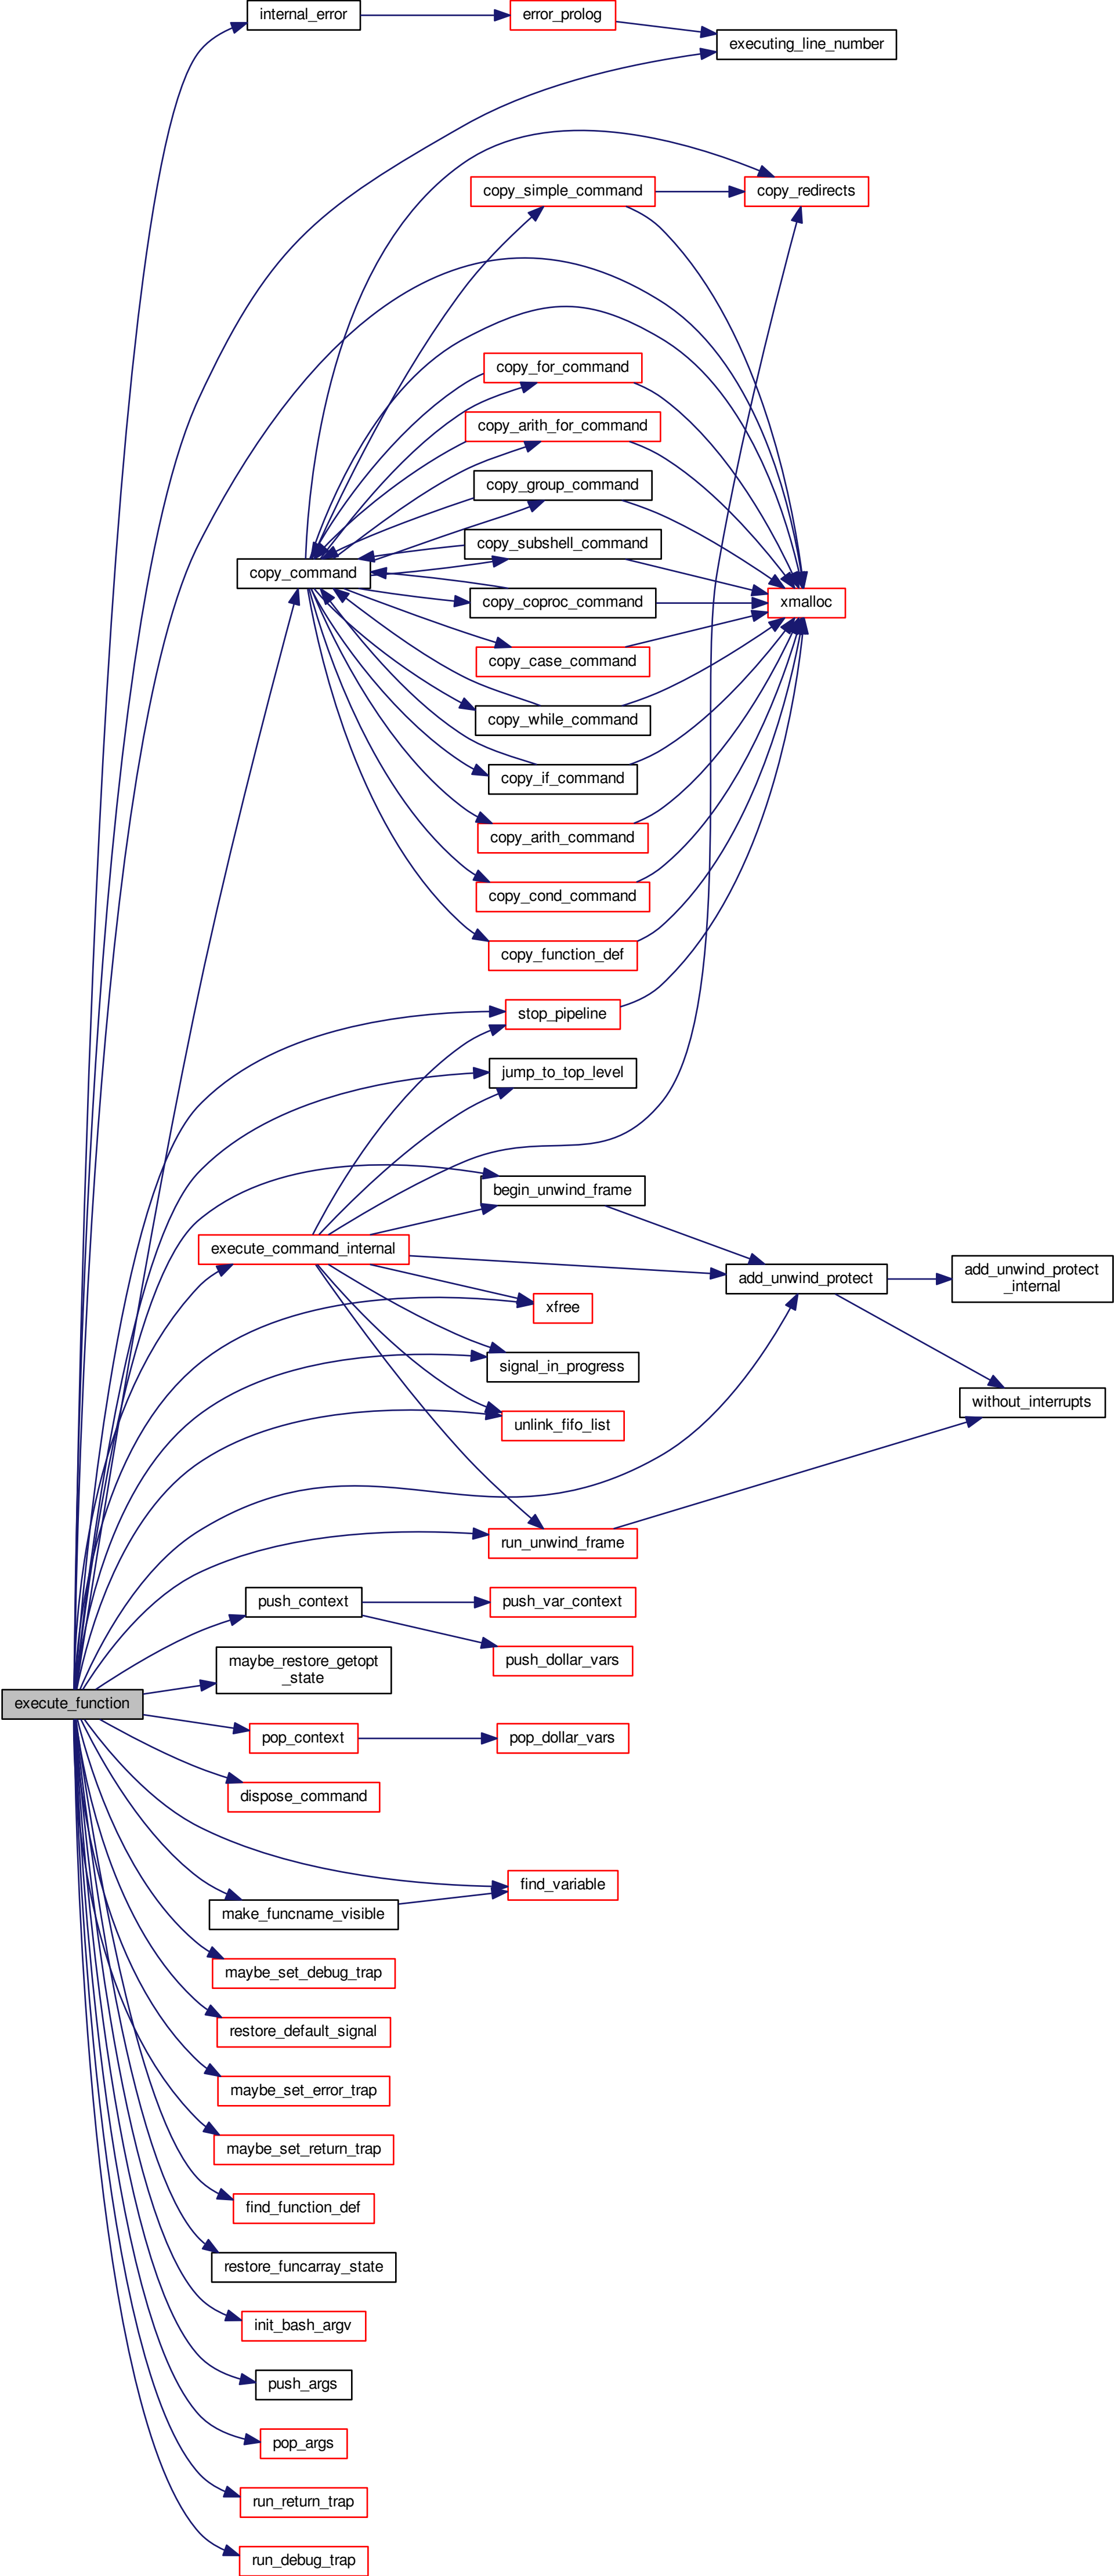 internal_error
error_prolog
executing_line_number
copy_simple_command
copy_redirects
copy_for_command
copy_arith_for_command
copy_group_command
copy_subshell_command
copy_command
copy_coproc_command
xmalloc
copy_case_command
copy_while_command
copy_if_command
copy_arith_command
copy_cond_command
copy_function_def
stop_pipeline
jump_to_top_level
begin_unwind_frame
execute_command_internal
add_unwind_protect
add_unwind_protect
_internal
xfree
signal_in_progress
without_interrupts
unlink_fifo_list
run_unwind_frame
push_context
push_var_context
maybe_restore_getopt
_state
push_dollar_vars
execute_function
pop_context
pop_dollar_vars
dispose_command
find_variable
make_funcname_visible
maybe_set_debug_trap
restore_default_signal
maybe_set_error_trap
maybe_set_return_trap
find_function_def
restore_funcarray_state
init_bash_argv
push_args
pop_args
run_return_trap
run_debug_trap